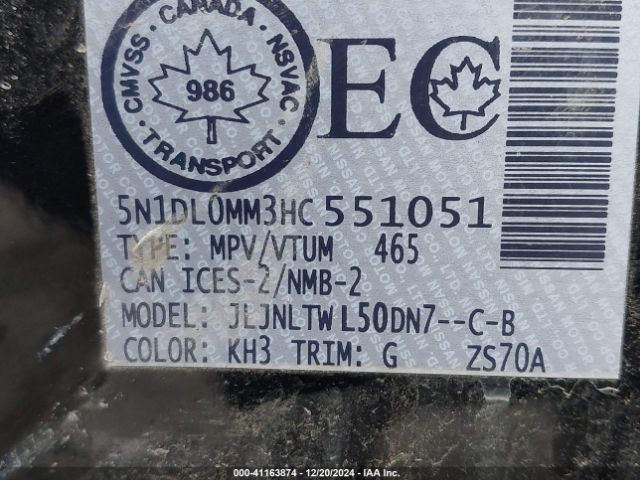 CMVSS • CANADA • NSVAC
986
TRANSPORT
EC
5N1DL0MM3HC551051
TYPE: MPV/VTUM 465
CAN ICES-2/NMB-2
MODEL: JLJNLTWL50DN7--C-B
COLOR: KH3 TRIM: G ZS70A
000-41163874 | 12/20/2024 | IAA Inc.